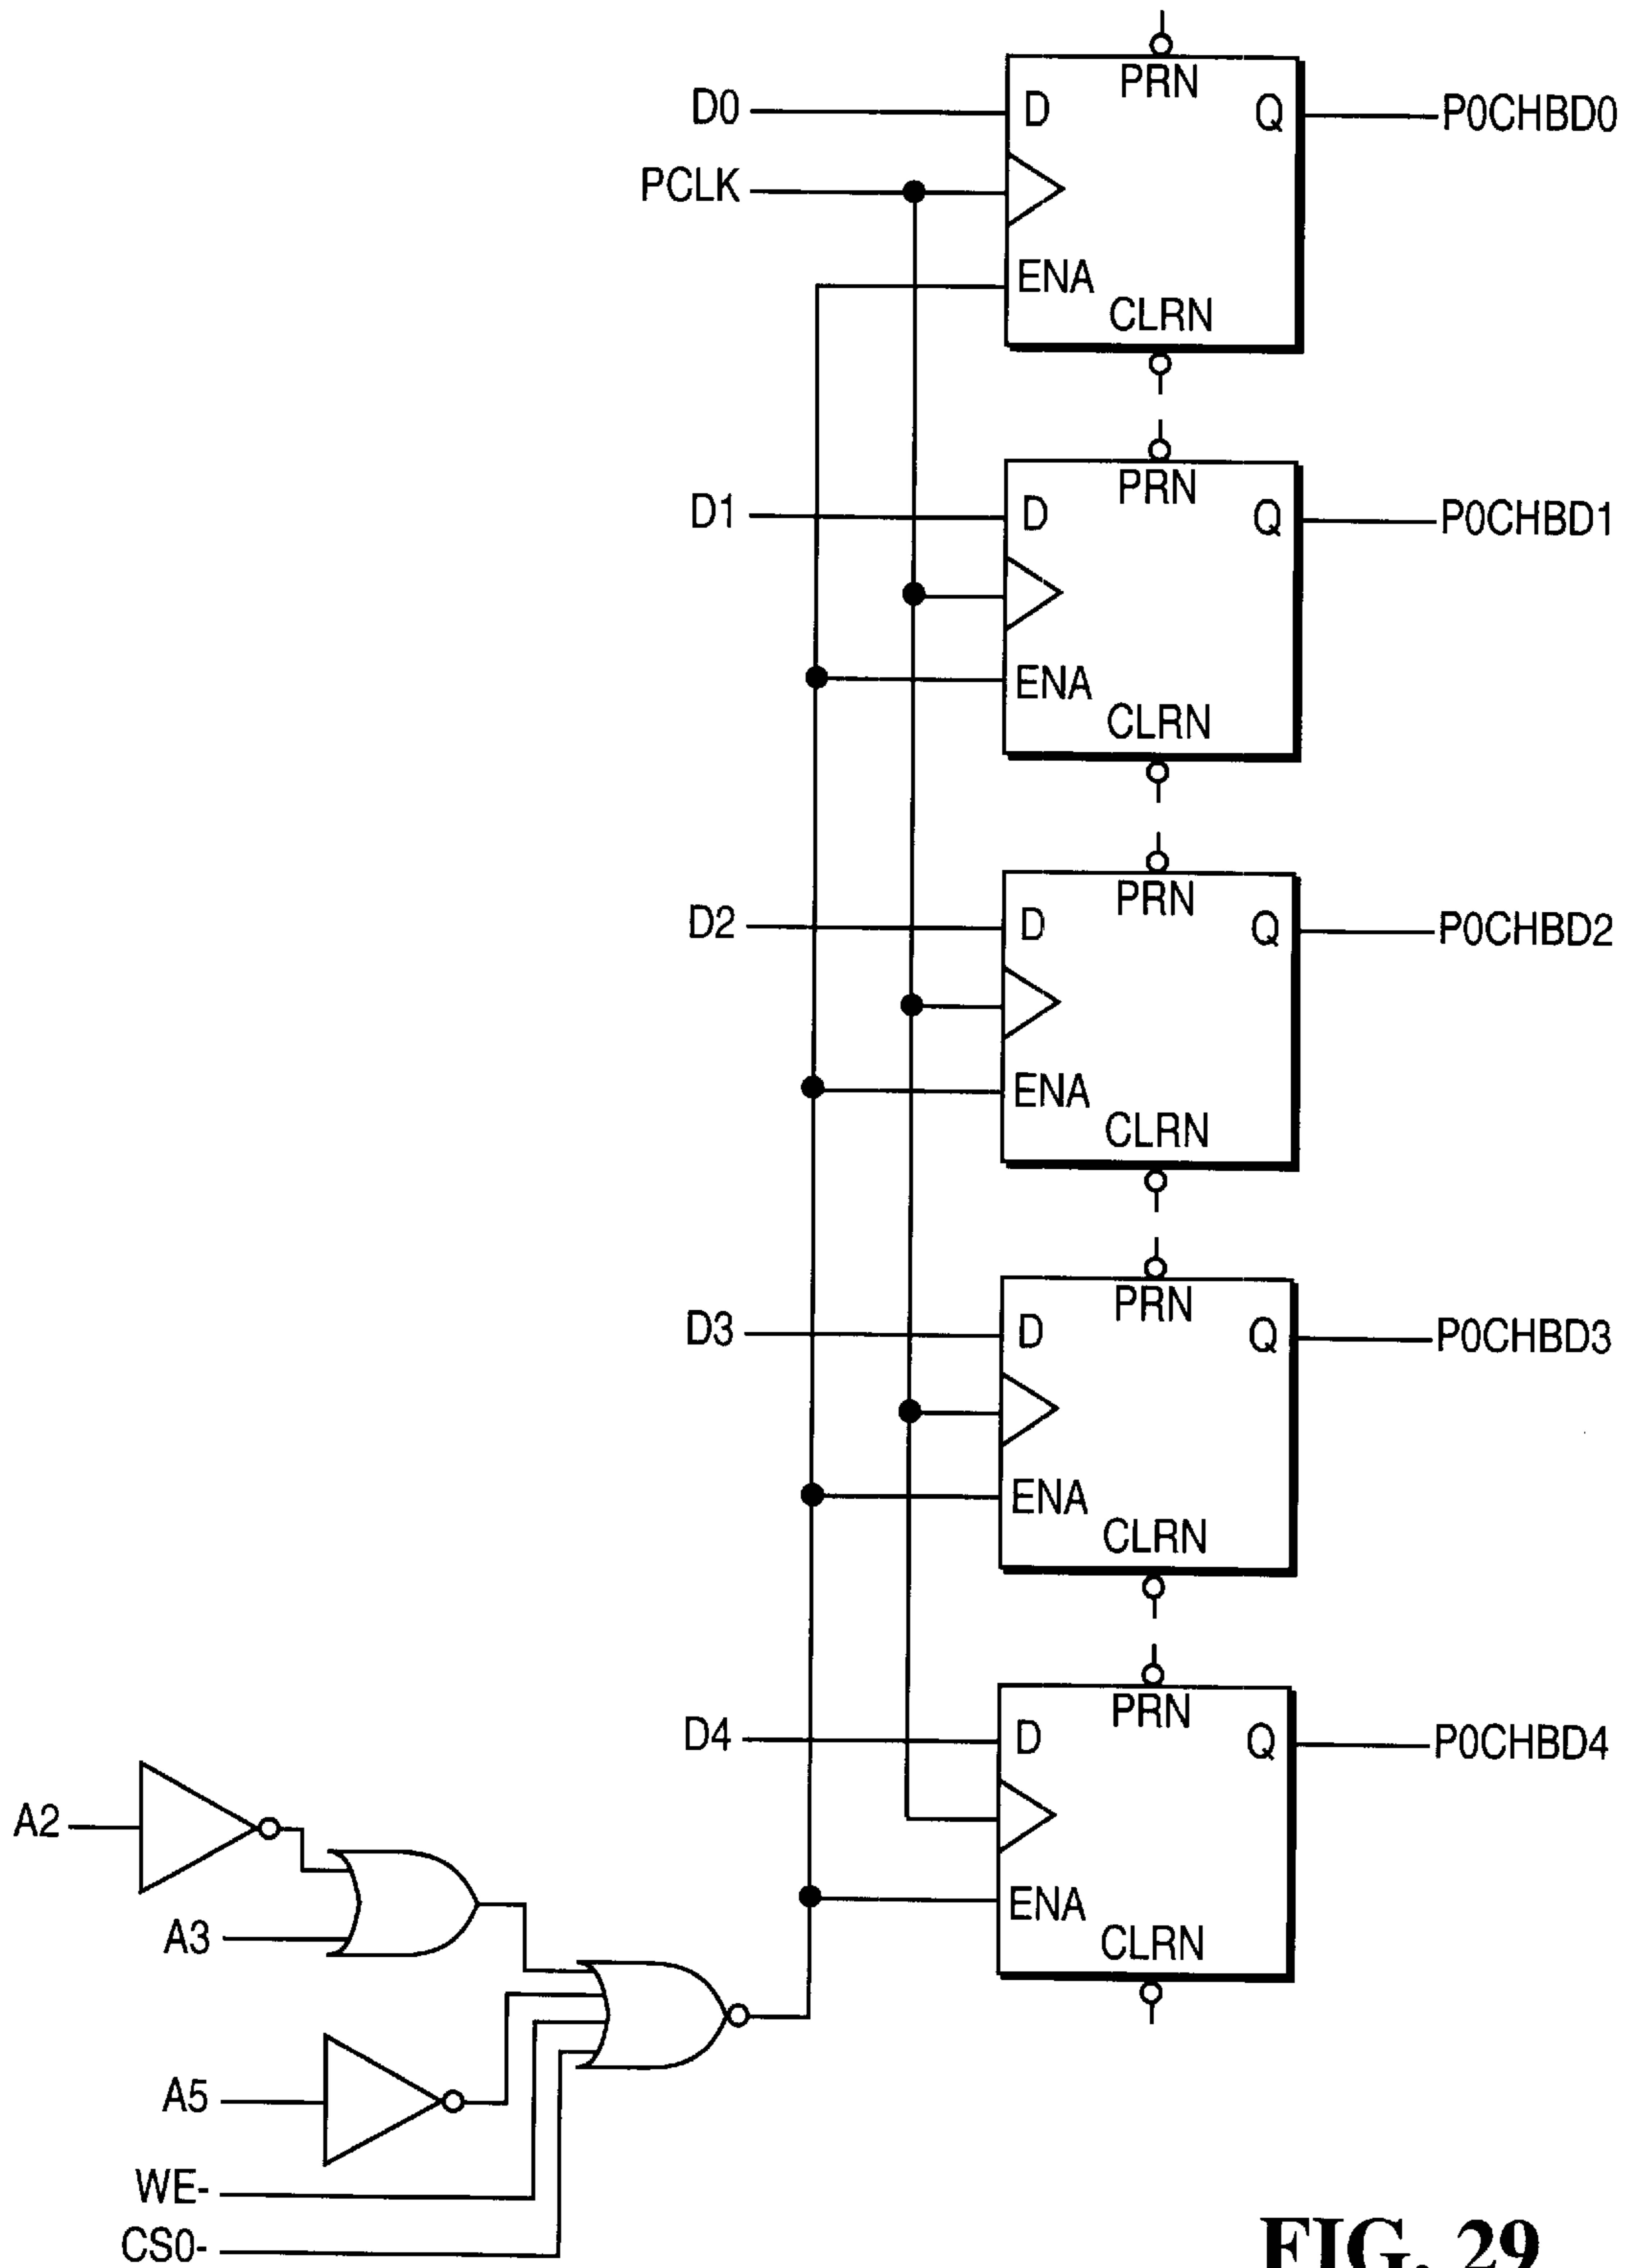 PRN
D0
D
Q
P0CHBD0
PCLK
ENA
CLRN
PRN
D1
D
Q
P0CHBD1
ENA
CLRN
PRN
D2
D
Q
P0CHBD2
ENA
CLRN
PRN
D3
D
Q
P0CHBD3
ENA
CLRN
PRN
D4
D
Q
P0CHBD4
A2
ENA
A3
CLRN
A5
WE-
CS0-
FIG. 29